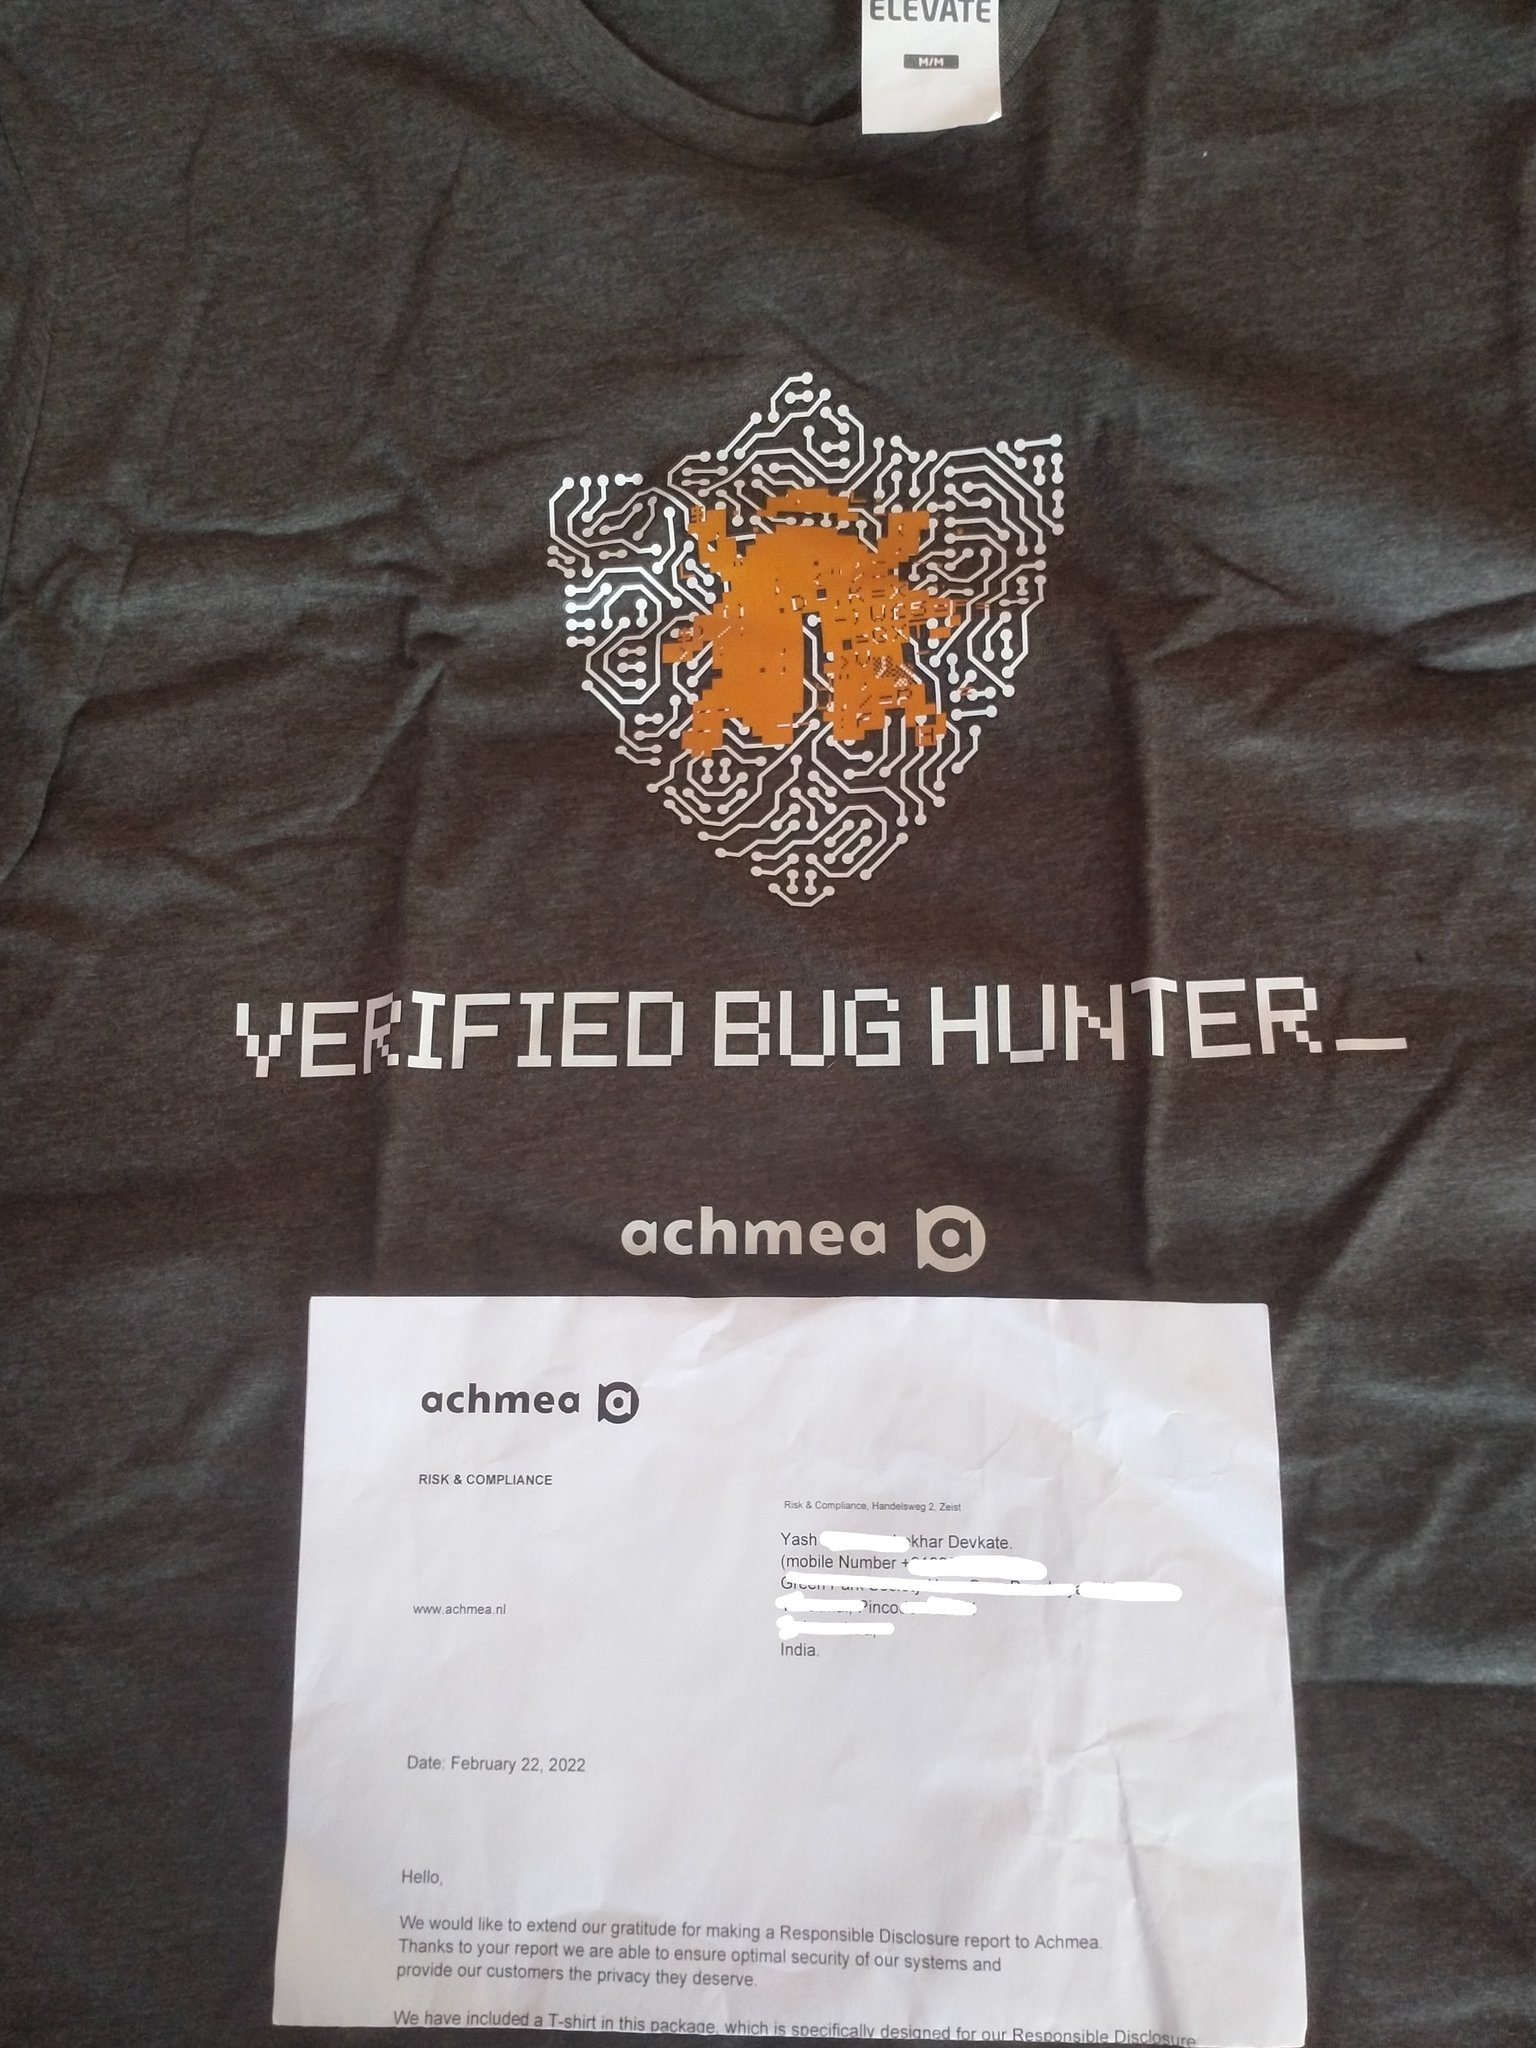 ELEVATE
M/M
VERIFIED BUG HUNTER_
achmea
achmea
RISK & COMPLIANCE
Risk & Compliance, Handelsweg 2, Zeist
Yash Devkate.
(mobile Number
www.achmea.nl
India.
Date: February 22, 2022
Hello,
We would like to extend our gratitude for making a Responsible Disclosure report to Achmea.
Thanks to your report we are able to ensure optimal security of our systems and
provide our customers the privacy they deserve.
We have included a T-shirt in this package, which is specifically designed for our Responsible Disclosure